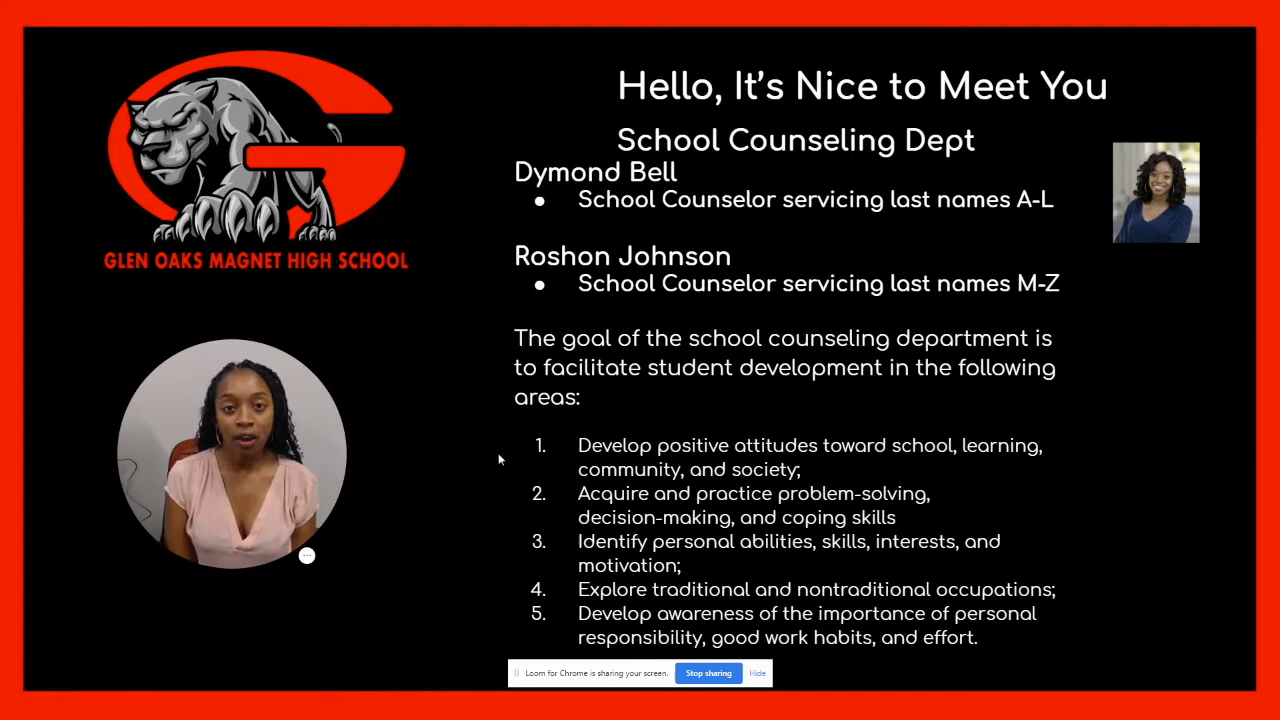 GLEN OAKS MAGNET HIGH SCHOOL
Hello, It's Nice to Meet You
School Counseling Dept
Dymond Bell
● School Counselor servicing last names A-L
Roshon Johnson
● School Counselor servicing last names M-Z
The goal of the school counseling department is
to facilitate student development in the following
areas:
1. Develop positive attitudes toward school, learning,
community, and society;
2. Acquire and practice problem-solving,
decision-making, and coping skills
3. Identify personal abilities, skills, interests, and
motivation;
4. Explore traditional and nontraditional occupations;
5. Develop awareness of the importance of personal
responsibility, good work habits, and effort.
Loom for Chrome is sharing your screen. Stop sharing Hide